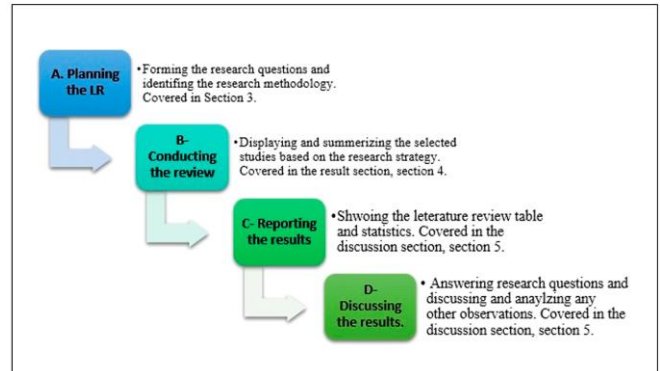 A. Planning
the LR
•Forming the research questions and
identifing the research methodology.
Covered in Section 3.
B-
Conducting
the review
•Displaying and summerizing the selected
studies based on the research strategy.
Covered in the result section, section 4.
C- Reporting
the results
•Shwoing the leterature review table
and statistics. Covered in the
discussion section, section 5.
D-
Discussing
the results.
• Answering research questions and
discussing and anaylzing any
other observations. Covered in the
discussion section, section 5.